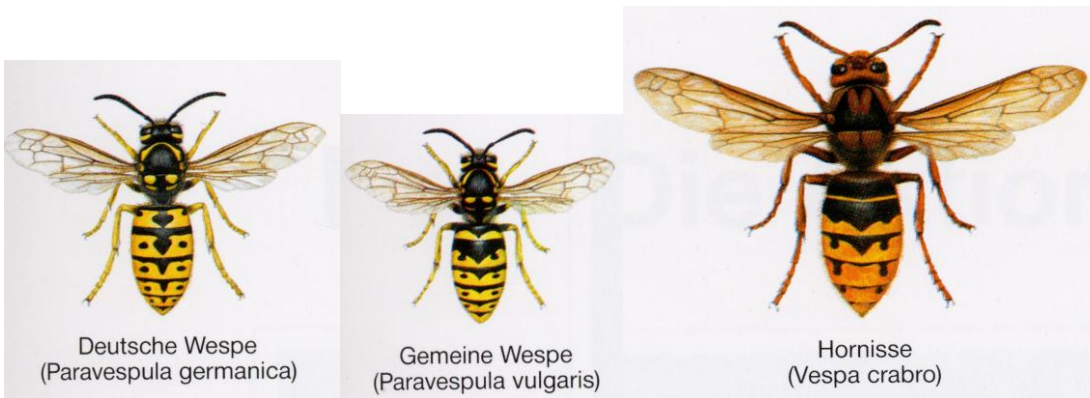 Deutsche Wespe
(Paravespula germanica)
Gemeine Wespe
(Paravespula vulgaris)
Hornisse
(Vespa crabro)